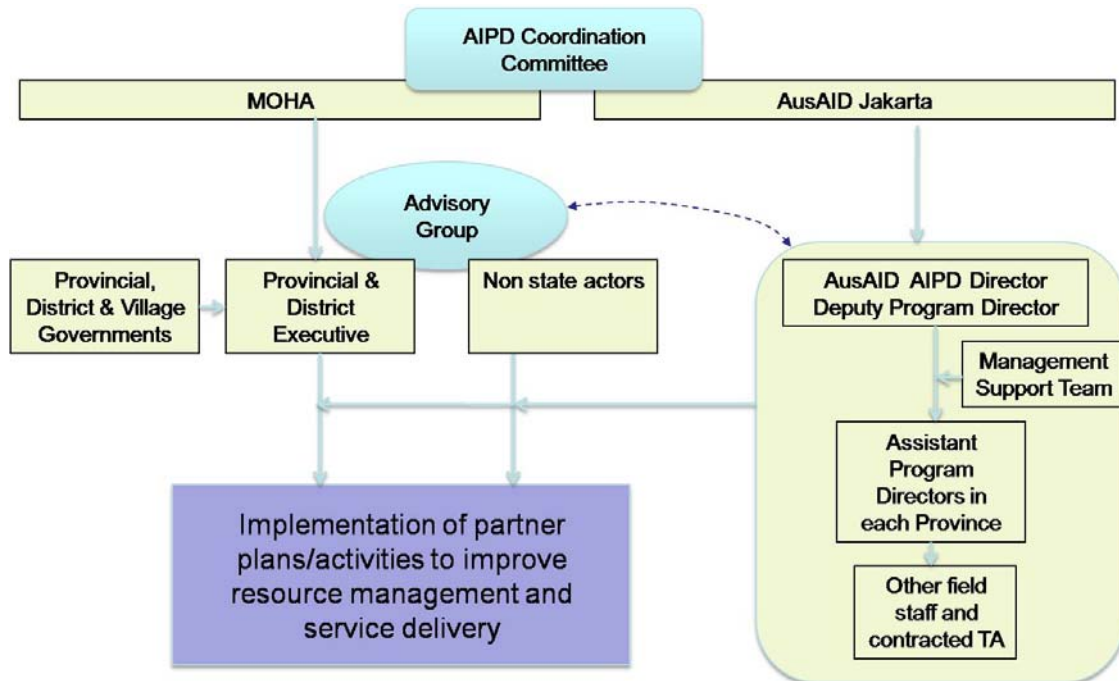 AIPD Coordination
Committee
MOHA
AusAID Jakarta
Advisory
Group
Provincial,
District & Village
Governments
Provincial &
District
Executive
Non state actors
AusAID AIPD Director
Deputy Program Director
Management
Support Team
Assistant
Program
Directors in
each Province
Other field
staff and
contracted TA
Implementation of partner
plans/activities to improve
resource management and
service delivery